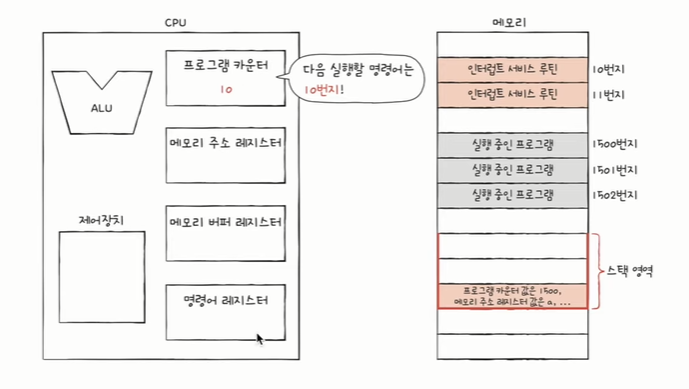 CPU
메모리
프로그램 카운터
10
다음 실행할 명령어는
10번지!
ALU
메모리 주소 레지스터
메모리 버퍼 레지스터
제어장치
명령어 레지스터
인터럽트 서비스 루틴
10번지
인터럽트 서비스 루틴
11번지
실행 중인 프로그램
1500번지
실행 중인 프로그램
1501번지
실행 중인 프로그램
1502번지
스택 영역
프로그램 카운터 값은 1500,
메모리 주소 레지스터 값은 a, ...